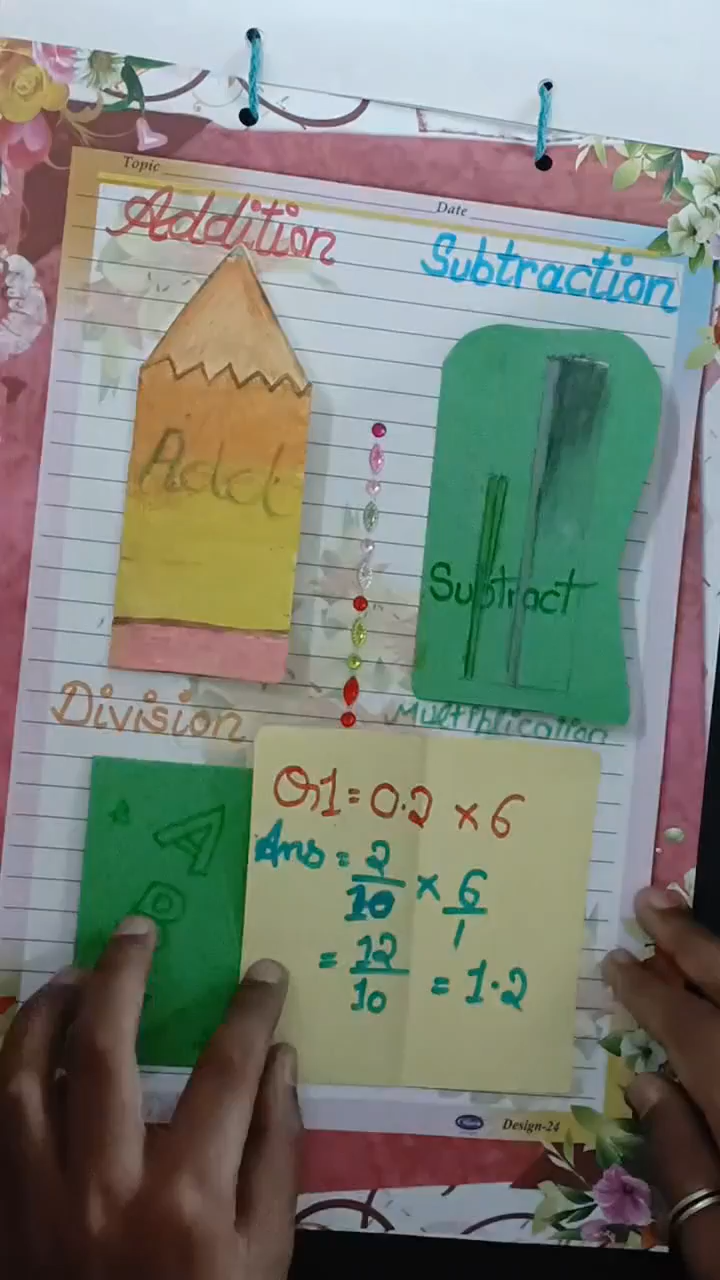 Topic
Date
Addition
Subtraction
Add
Subtract
Division
Multiplication
A
B
Q1 = 0.2 × 6
Ans = 2/10 × 6/1
= 12/10 = 1.2
Design-24